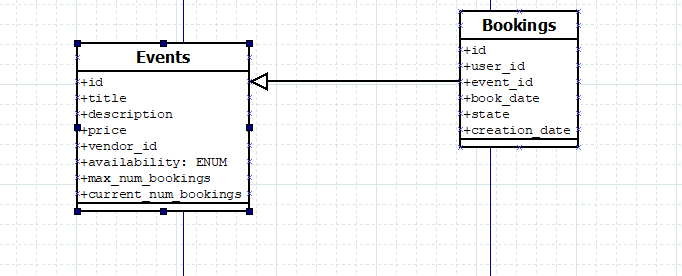 Bookings
+id
+user_id
+event_id
+book_date
+state
+creation_date
Events
+id
+title
+description
+price
+vendor_id
+availability: ENUM
+max_num_bookings
+current_num_bookings